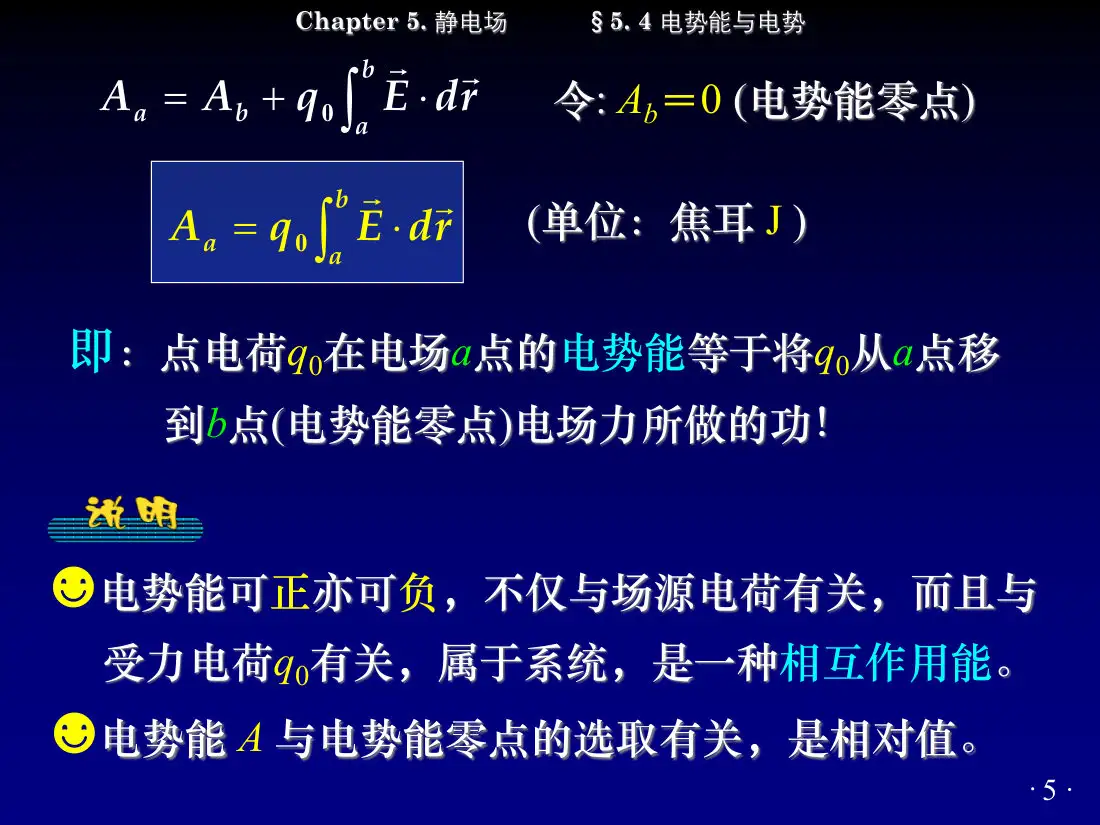 Chapter 5. 静电场 §5. 4 电势能与电势
A_a = A_b + q_0 ∫_a^b E⃗ · dr⃗ 令: A_b＝0 (电势能零点)
A_a = q_0 ∫_a^b E⃗ · dr⃗ (单位：焦耳 J )
即：点电荷q_0在电场a点的电势能等于将q_0从a点移
到b点(电势能零点)电场力所做的功！
说明
电势能可正亦可负，不仅与场源电荷有关，而且与
受力电荷q_0有关，属于系统，是一种相互作用能。
电势能 A 与电势能零点的选取有关，是相对值。
· 5 ·